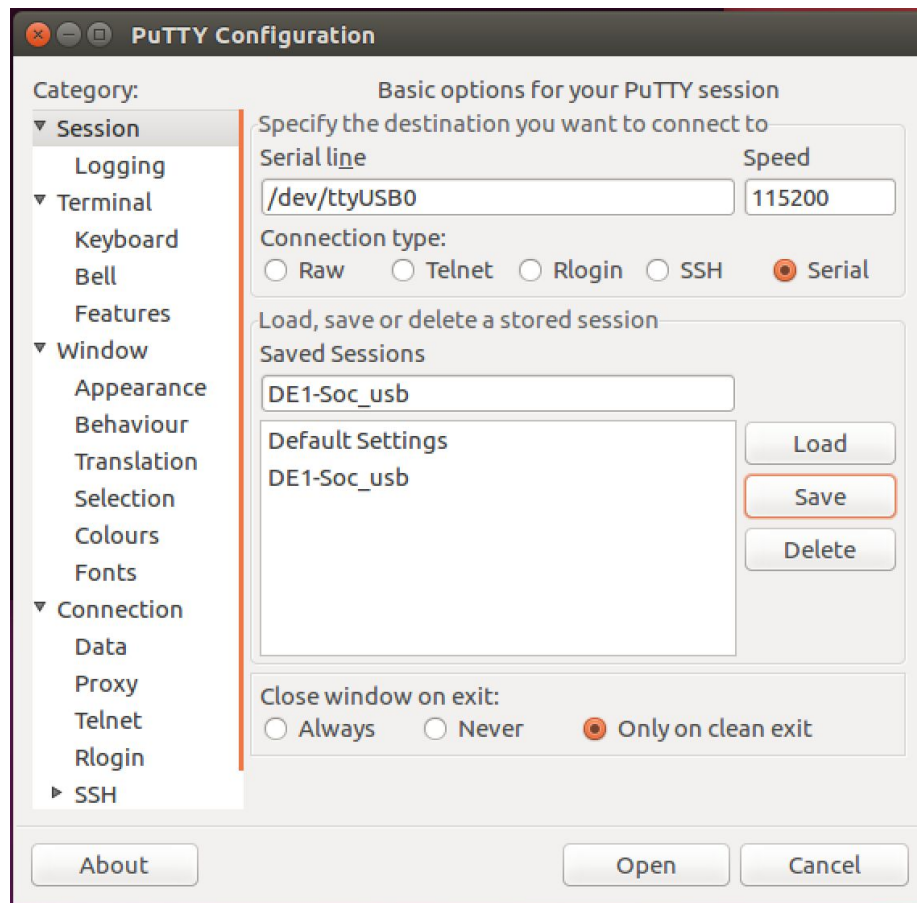 PuTTY Configuration
Category:
Session
Logging
Terminal
Keyboard
Bell
Features
Window
Appearance
Behaviour
Translation
Selection
Colours
Fonts
Connection
Data
Proxy
Telnet
Rlogin
SSH
Basic options for your PuTTY session
Specify the destination you want to connect to
Serial line Speed
/dev/ttyUSB0 115200
Connection type:
Raw Telnet Rlogin SSH Serial
Load, save or delete a stored session
Saved Sessions
DE1-Soc_usb
Default Settings
DE1-Soc_usb
Load
Save
Delete
Close window on exit:
Always Never Only on clean exit
About Open Cancel